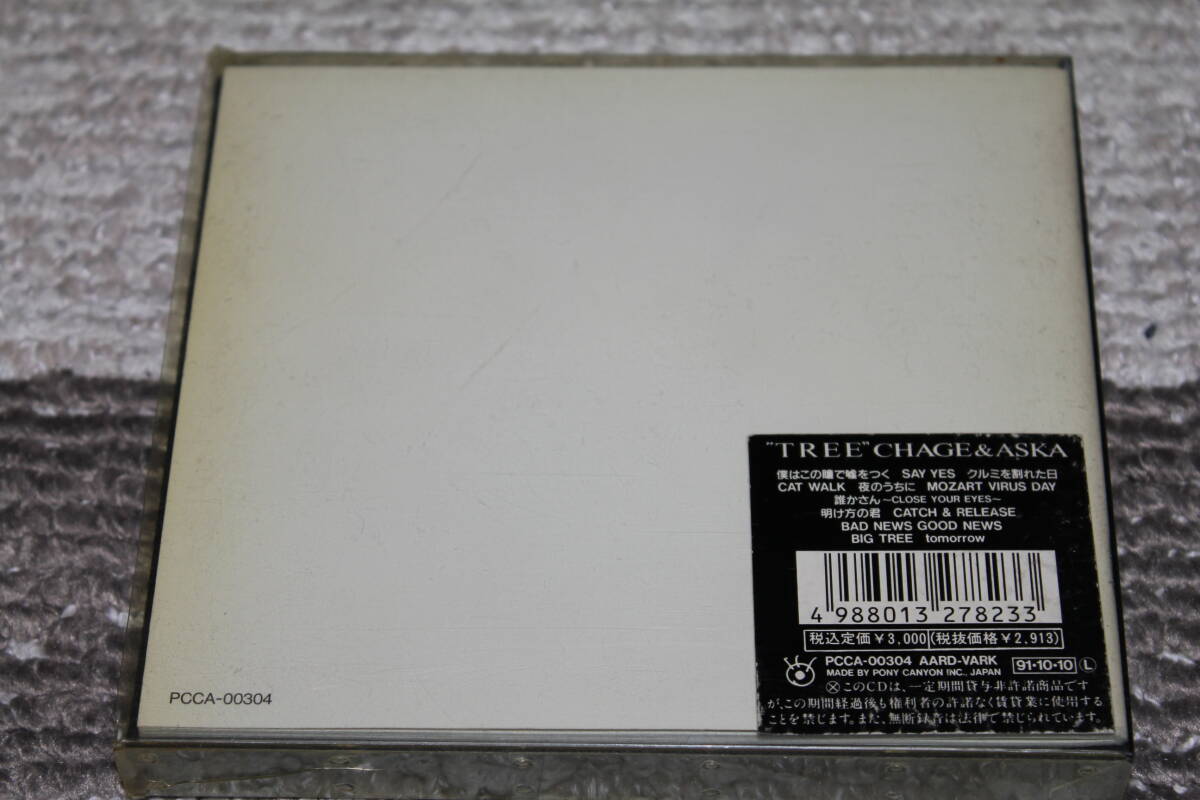 "TREE" CHAGE&ASKA
僕はこの瞳で嘘をつく SAY YES クルミを割れた日
CAT WALK 夜のうちに MOZART VIRUS DAY
誰かさん~CLOSE YOUR EYES~
明け方の君 CATCH & RELEASE
BAD NEWS GOOD NEWS
BIG TREE tomorrow
4 988013 278233
税込定価¥3,000(税抜価格¥2,913)
PCCA-00304 AARD-VARK 91・10・10 Ⓛ
MADE BY PONY CANYON INC., JAPAN
ⓧこのCDは、一定期間貸与非許諾商品です
が、この期間経過後も権利者の許諾なく賃貸業に使用する
ことを禁じます。また、無断録音は法律で禁じられています。
PCCA-00304